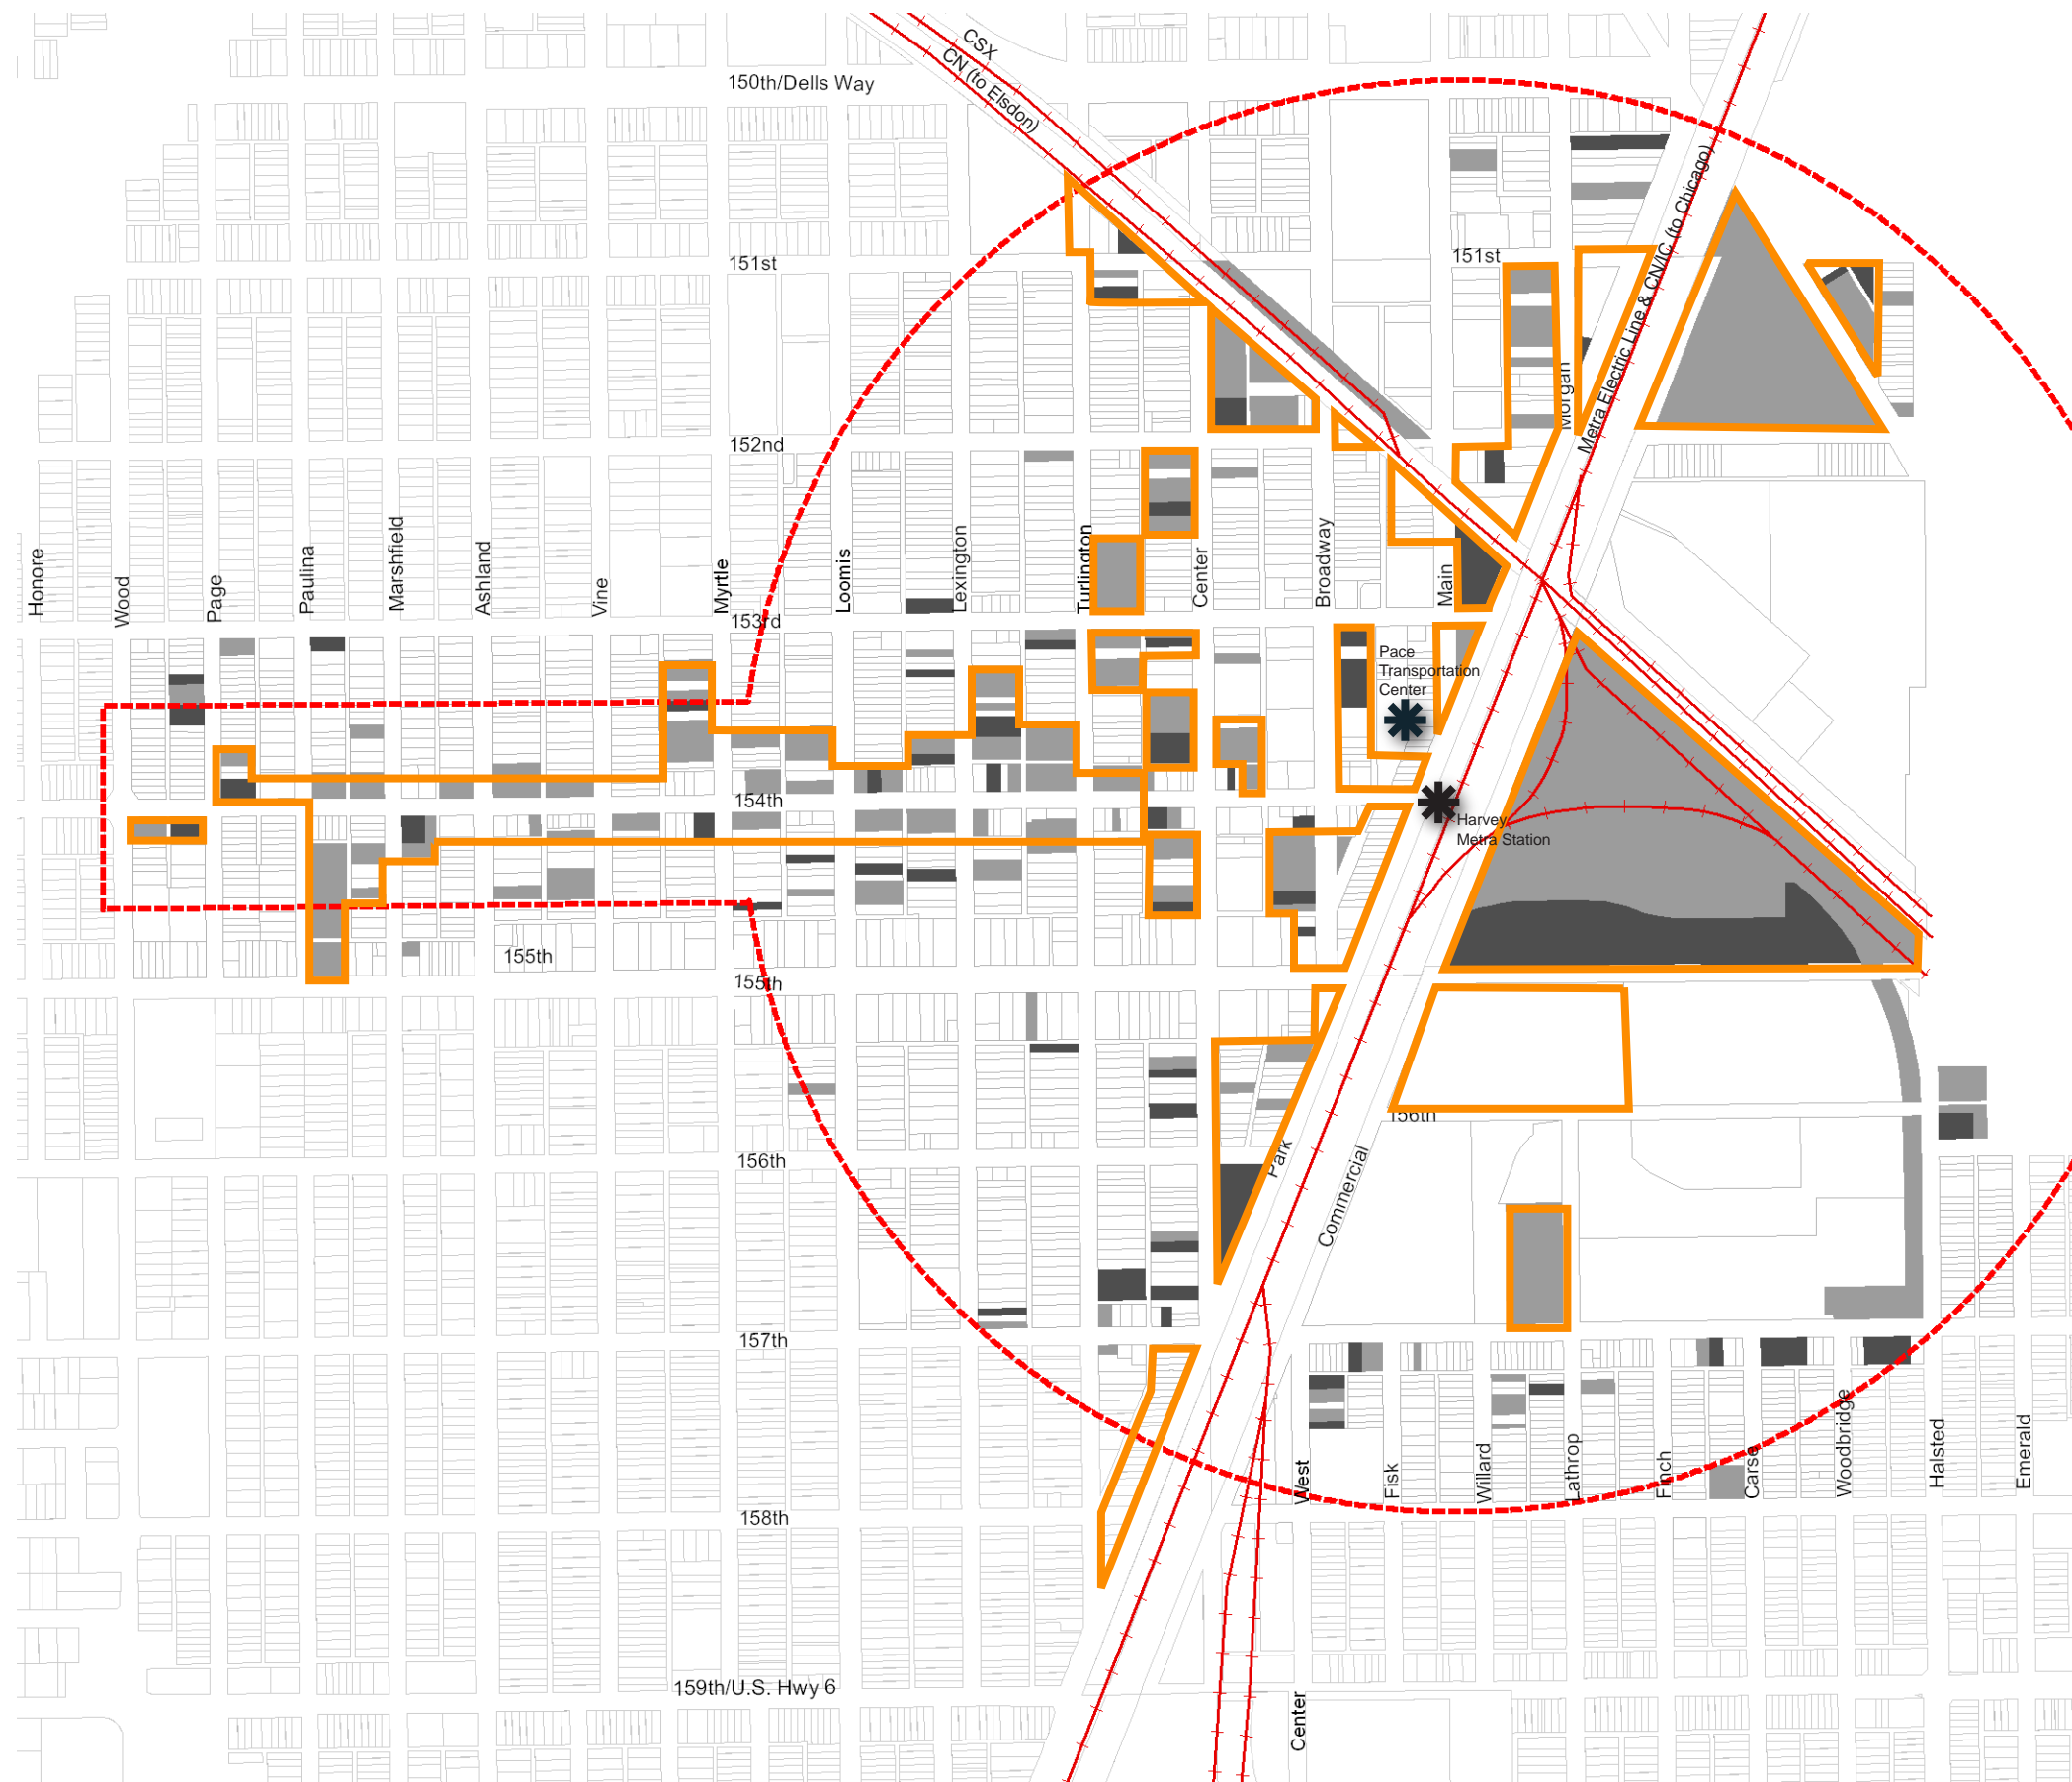 CSX
CN (to Elsdon)
150th/Dells Way
Metra Electric Line & CN/IC (to Chicago)
151st
151st
Morgan
152nd
Honore
Wood
Page
Paulina
Marshfield
Ashland
Vine
Myrtle
Loomis
Lexington
Turlington
Center
Broadway
Main
153rd
Pace
Transportation
Center
154th
Harvey
Metra Station
155th
155th
156th
156th
Park
Commercial
157th
West
Fisk
Willard
Lathrop
Finch
Carse
Woodbridge
Halsted
Emerald
158th
159th/U.S. Hwy 6
Center